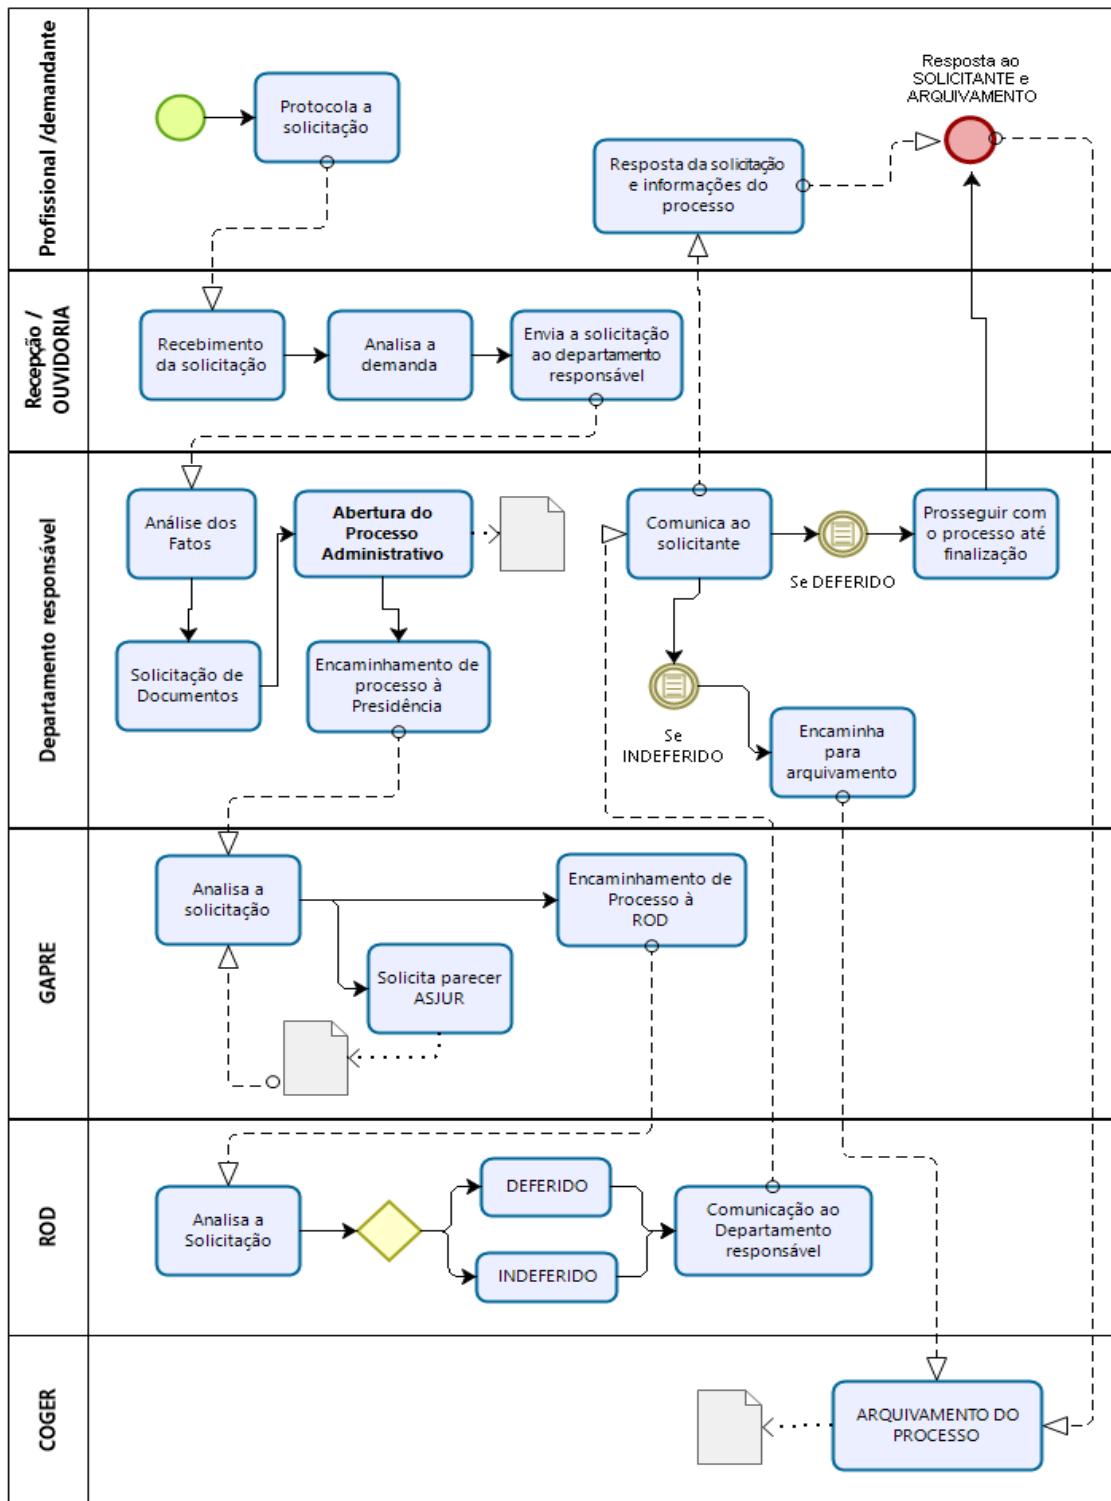 Profissional /demandante
Protocola a
solicitação
Resposta da solicitação
e informações do
processo
Resposta ao
SOLICITANTE e
ARQUIVAMENTO
Recepção /
OUVIDORIA
Recebimento
da solicitação
Analisa a
demanda
Envia a solicitação
ao departamento
responsável
Departamento responsável
Análise dos
Fatos
Abertura do
Processo
Administrativo
Solicitação de
Documentos
Encaminhamento de
processo à
Presidência
Comunica ao
solicitante
Se DEFERIDO
Prosseguir com
o processo até
finalização
Se
INDEFERIDO
Encaminha
para
arquivamento
GAPRE
Analisa a
solicitação
Encaminhamento de
Processo à
ROD
Solicita parecer
ASJUR
ROD
Analisa a
Solicitação
DEFERIDO
INDEFERIDO
Comunicação ao
Departamento
responsável
COGER
ARQUIVAMENTO DO
PROCESSO